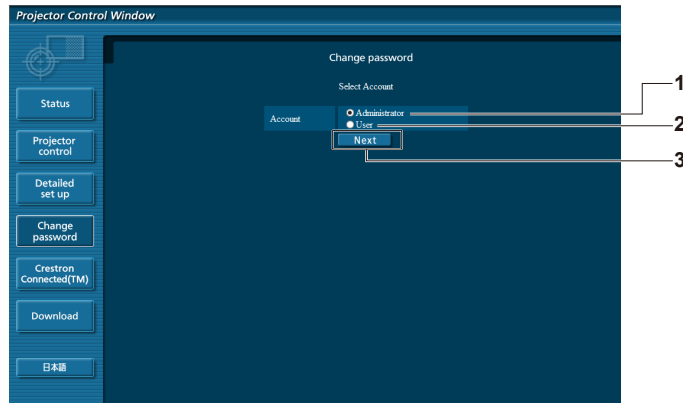 Projector Control Window
Change password
Select Account
Account
Administrator
User
Next
1
2
3
Status
Projector
control
Detailed
set up
Change
password
Crestron
Connected(TM)
Download
日本語